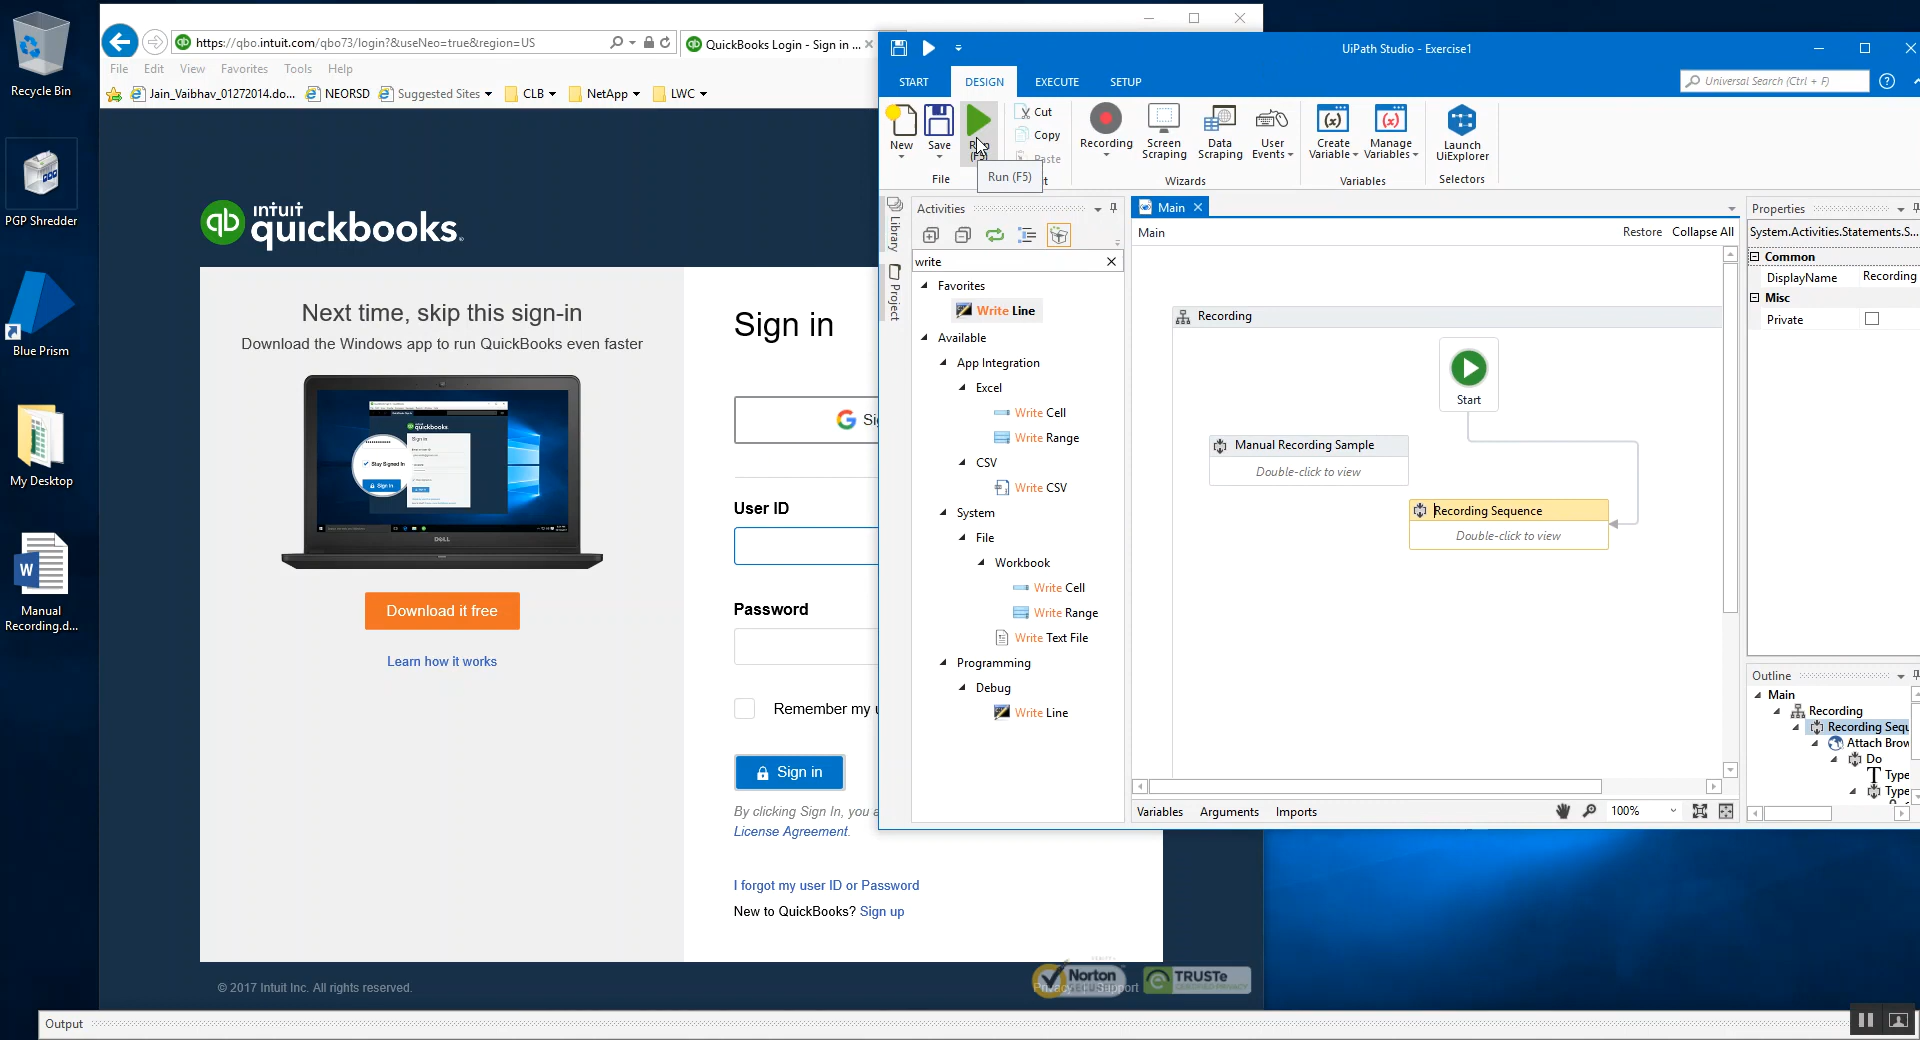 Recycle Bin
PGP Shredder
Blue Prism
My Desktop
Manual
Recording.d...
https://qbo.intuit.com/qbo73/login?&useNeo=true&region=US
QuickBooks Login - Sign in ...
File Edit View Favorites Tools Help
Jain_Vaibhav_01272014.do... NEORSD Suggested Sites CLB NetApp LWC
intuit
quickbooks.
Next time, skip this sign-in
Download the Windows app to run QuickBooks even faster
DELL
Download it free
Learn how it works
Sign in
User ID
Password
Remember my
Sign in
By clicking Sign In, you
License Agreement.
I forgot my user ID or Password
New to QuickBooks? Sign up
© 2017 Intuit Inc. All rights reserved.
Norton
TRUSTe
CERTIFIED PRIVACY
Privacy Support
UiPath Studio - Exercise1
START DESIGN EXECUTE SETUP
Universal Search (Ctrl + F)
New Save Run
(F5)
Cut
Copy
Paste
Run (F5)
File
Recording Screen
Scraping Data
Scraping User
Events
Wizards
Create
Variable Manage
Variables
Variables
Launch
UiExplorer
Selectors
Library
Project
Activities
write
Favorites
Write Line
Available
App Integration
Excel
Write Cell
Write Range
CSV
Write CSV
System
File
Workbook
Write Cell
Write Range
Write Text File
Programming
Debug
Write Line
Main
Main Restore Collapse All
Recording
Start
Manual Recording Sample
Double-click to view
Recording Sequence
Double-click to view
Variables Arguments Imports 100%
Properties
System.Activities.Statements.S...
Common
DisplayName Recording
Misc
Private
Outline
Main
Recording
Recording Sequ
Attach Brow
Do
Type
Type
Output